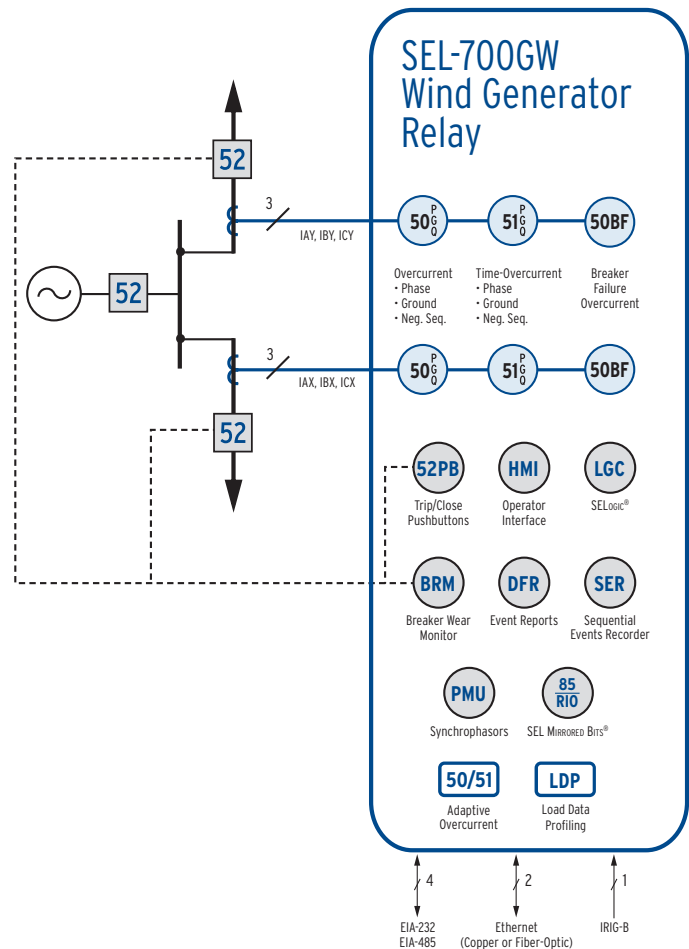 SEL-700GW
Wind Generator
Relay
52
3
IAY, IBY, ICY
50 P G Q
51 P G Q
50BF
Overcurrent
• Phase
• Ground
• Neg. Seq.
Time-Overcurrent
• Phase
• Ground
• Neg. Seq.
Breaker
Failure
Overcurrent
52
3
IAX, IBX, ICX
50 P G Q
51 P G Q
50BF
52
52PB
Trip/Close
Pushbuttons
HMI
Operator
Interface
LGC
SELOGIC®
BRM
Breaker Wear
Monitor
DFR
Event Reports
SER
Sequential
Events Recorder
PMU
Synchrophasors
85
RIO
SEL MIRRORED BITS®
50/51
Adaptive
Overcurrent
LDP
Load Data
Profiling
4
EIA-232
EIA-485
2
Ethernet
(Copper or Fiber-Optic)
1
IRIG-B